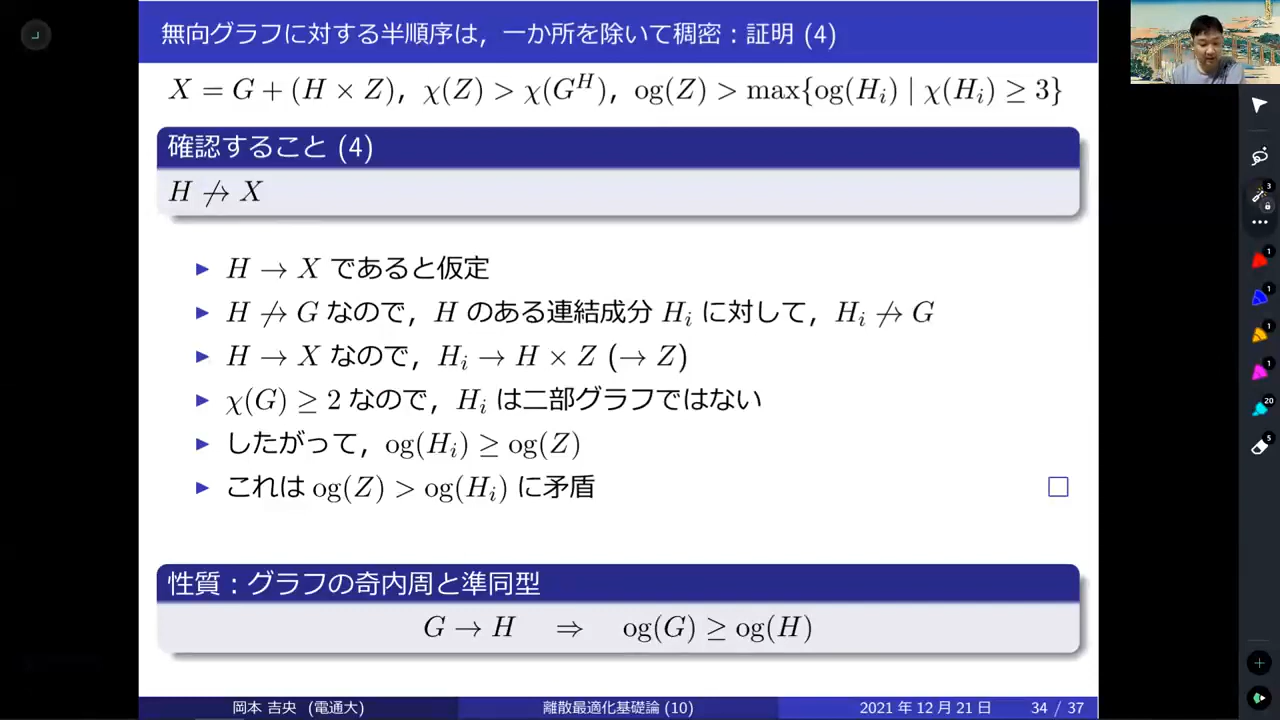 無向グラフに対する半順序は，一か所を除いて稠密：証明 (4)
X = G + (H × Z), χ(Z) > χ(G^H), og(Z) > max{og(H_i) | χ(H_i) ≥ 3}
確認すること (4)
H ↛ X
▶ H → X であると仮定
▶ H ↛ G なので，H のある連結成分 H_i に対して，H_i ↛ G
▶ H → X なので，H_i → H × Z (→ Z)
▶ χ(G) ≥ 2 なので，H_i は二部グラフではない
▶ したがって，og(H_i) ≥ og(Z)
▶ これは og(Z) > og(H_i) に矛盾 □
性質：グラフの奇内周と準同型
G → H ⇒ og(G) ≥ og(H)
岡本 吉央 (電通大) 離散最適化基礎論 (10) 2021 年 12 月 21 日 34 / 37
3
1
1
1
1
20
5